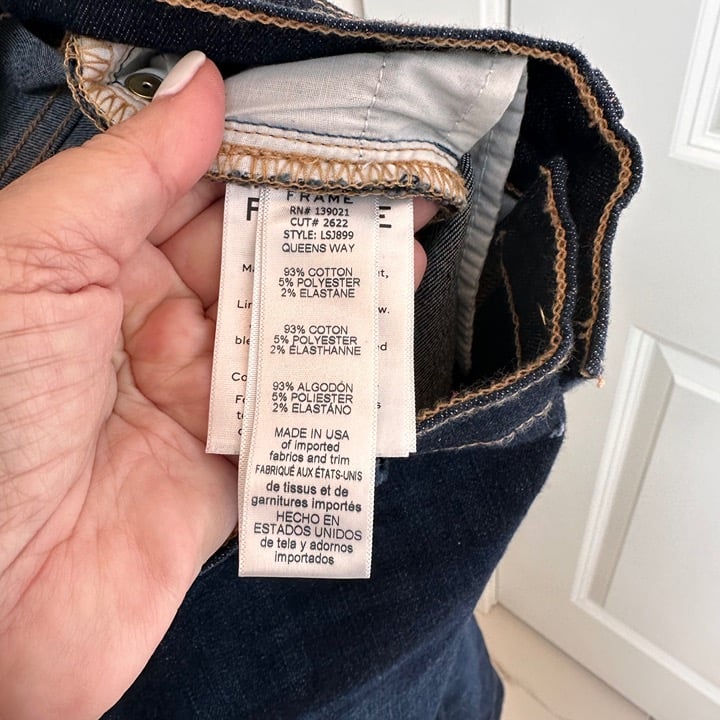 FRAME
RN# 139021
CUT# 2622
STYLE: LSJ899
QUEENS WAY
93% COTTON
5% POLYESTER
2% ELASTANE
93% COTON
5% POLYESTER
2% ÉLASTHANNE
93% ALGODÓN
5% POLIESTER
2% ELASTANO
MADE IN USA
of imported
fabrics and trim
FABRIQUÉ AUX ÉTATS-UNIS
de tissus et de
garnitures importés
HECHO EN
ESTADOS UNIDOS
de tela y adornos
importados